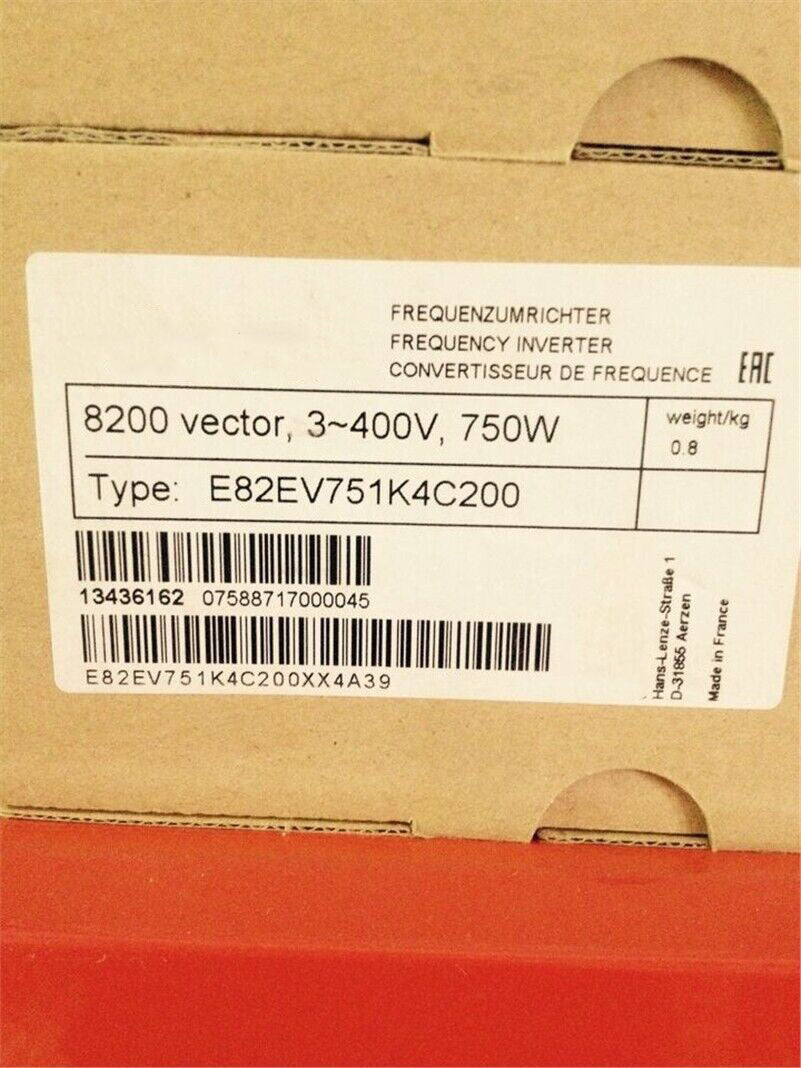 FREQUENZUMRICHTER
FREQUENCY INVERTER
CONVERTISSEUR DE FREQUENCE EAC
8200 vector, 3~400V, 750W
weight/kg
0.8
Type: E82EV751K4C200
13436162 07588717000045
E82EV751K4C200XX4A39
Hans-Lenze-Straße 1
D-31855 Aerzen
Made in France